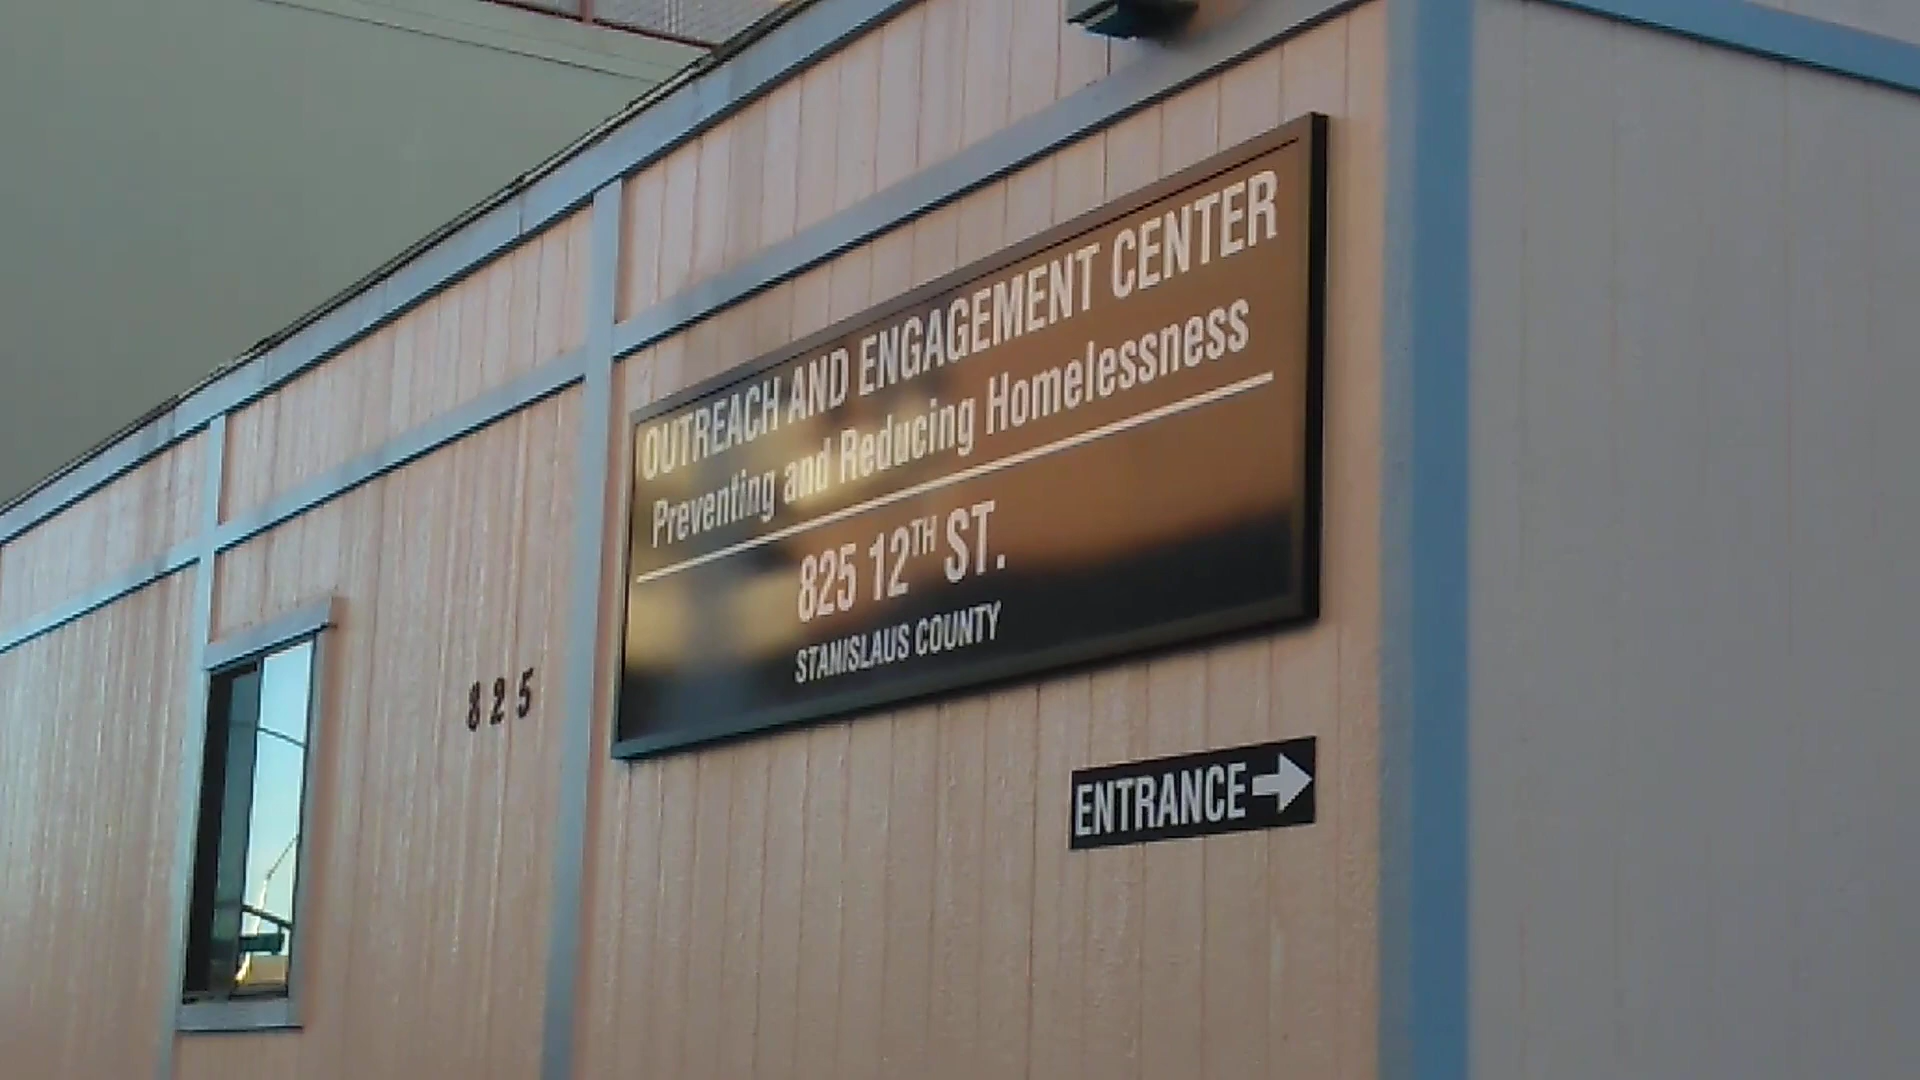 OUTREACH AND ENGAGEMENT CENTER
Preventing and Reducing Homelessness
825 12TH ST.
STANISLAUS COUNTY
825
ENTRANCE